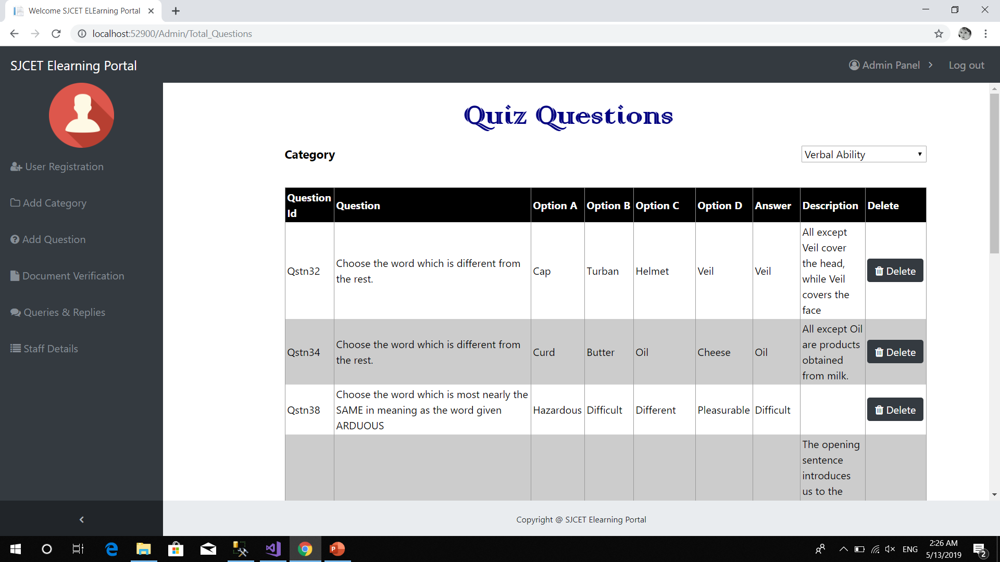 Welcome SJCET ELEarning Portal
localhost:52900/Admin/Total_Questions
SJCET Elearning Portal
Admin Panel
Log out
User Registration
Add Category
Add Question
Document Verification
Queries & Replies
Staff Details
Quiz Questions
Category
Verbal Ability
Question Id
Question
Option A
Option B
Option C
Option D
Answer
Description
Delete
Qstn32
Choose the word which is different from
the rest.
Cap
Turban
Helmet
Veil
Veil
All except
Veil cover
the head,
while Veil
covers the
face
Delete
Qstn34
Choose the word which is different from
the rest.
Curd
Butter
Oil
Cheese
Oil
All except Oil
are products
obtained
from milk.
Delete
Qstn38
Choose the word which is most nearly the
SAME in meaning as the word given
ARDUOUS
Hazardous
Difficult
Different
Pleasurable
Difficult
Delete
The opening
sentence
introduces
us to the
Copyright @ SJCET Elearning Portal
ENG
2:26 AM
5/13/2019
2